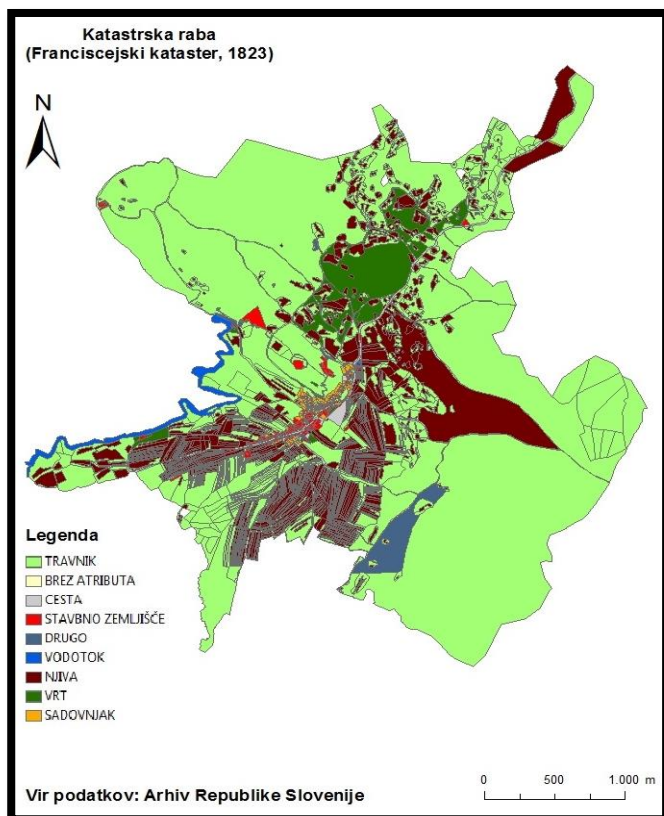 Katastrska raba
(Franciscejski kataster, 1823)
N
Legenda
TRAVNIK
BREZ ATRIBUTA
CESTA
STAVBNO ZEMLJIŠČE
DRUGO
VODOTOK
NJIVA
VRT
SADOVNJAK
0 500 1.000 m
Vir podatkov: Arhiv Republike Slovenije